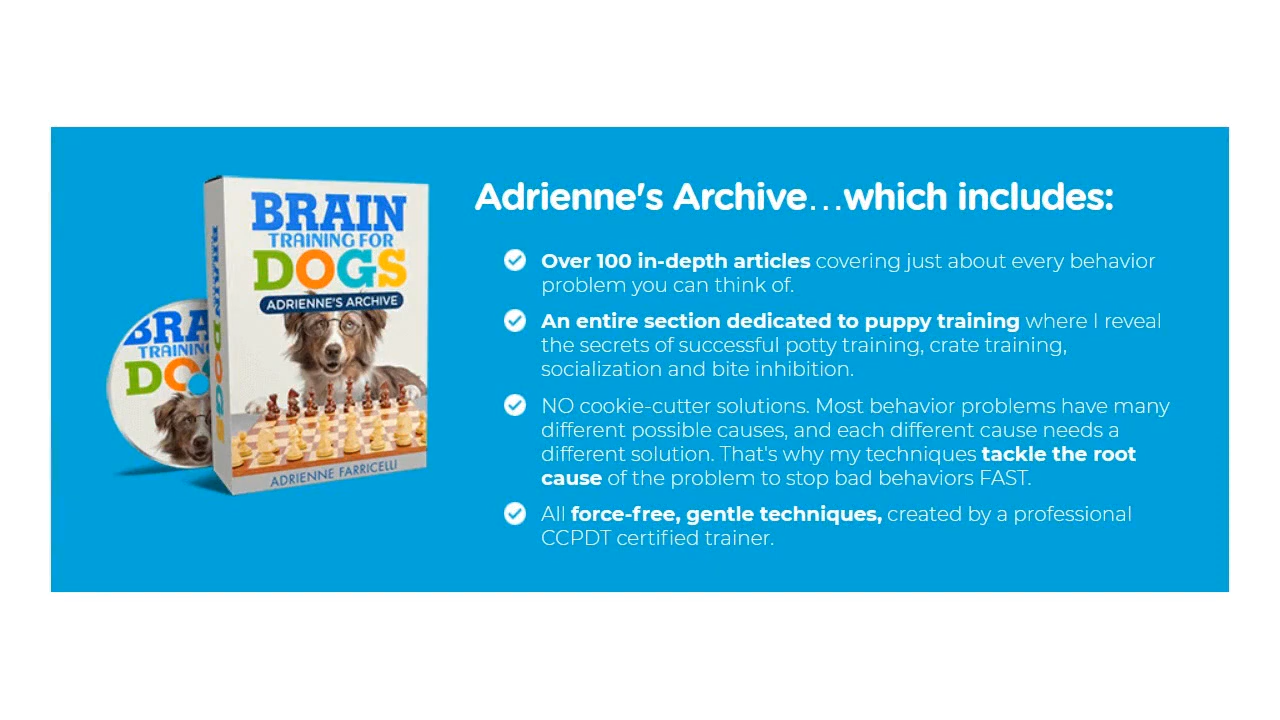 BRAIN
TRAINING FOR
DOGS
ADRIENNE'S ARCHIVE
ADRIENNE FARRICELLI
BRA
TRAINING
DO
Adrienne's Archive...which includes:
Over 100 in-depth articles covering just about every behavior
problem you can think of.
An entire section dedicated to puppy training where I reveal
the secrets of successful potty training, crate training,
socialization and bite inhibition.
NO cookie-cutter solutions. Most behavior problems have many
different possible causes, and each different cause needs a
different solution. That's why my techniques tackle the root
cause of the problem to stop bad behaviors FAST.
All force-free, gentle techniques, created by a professional
CCPDT certified trainer.